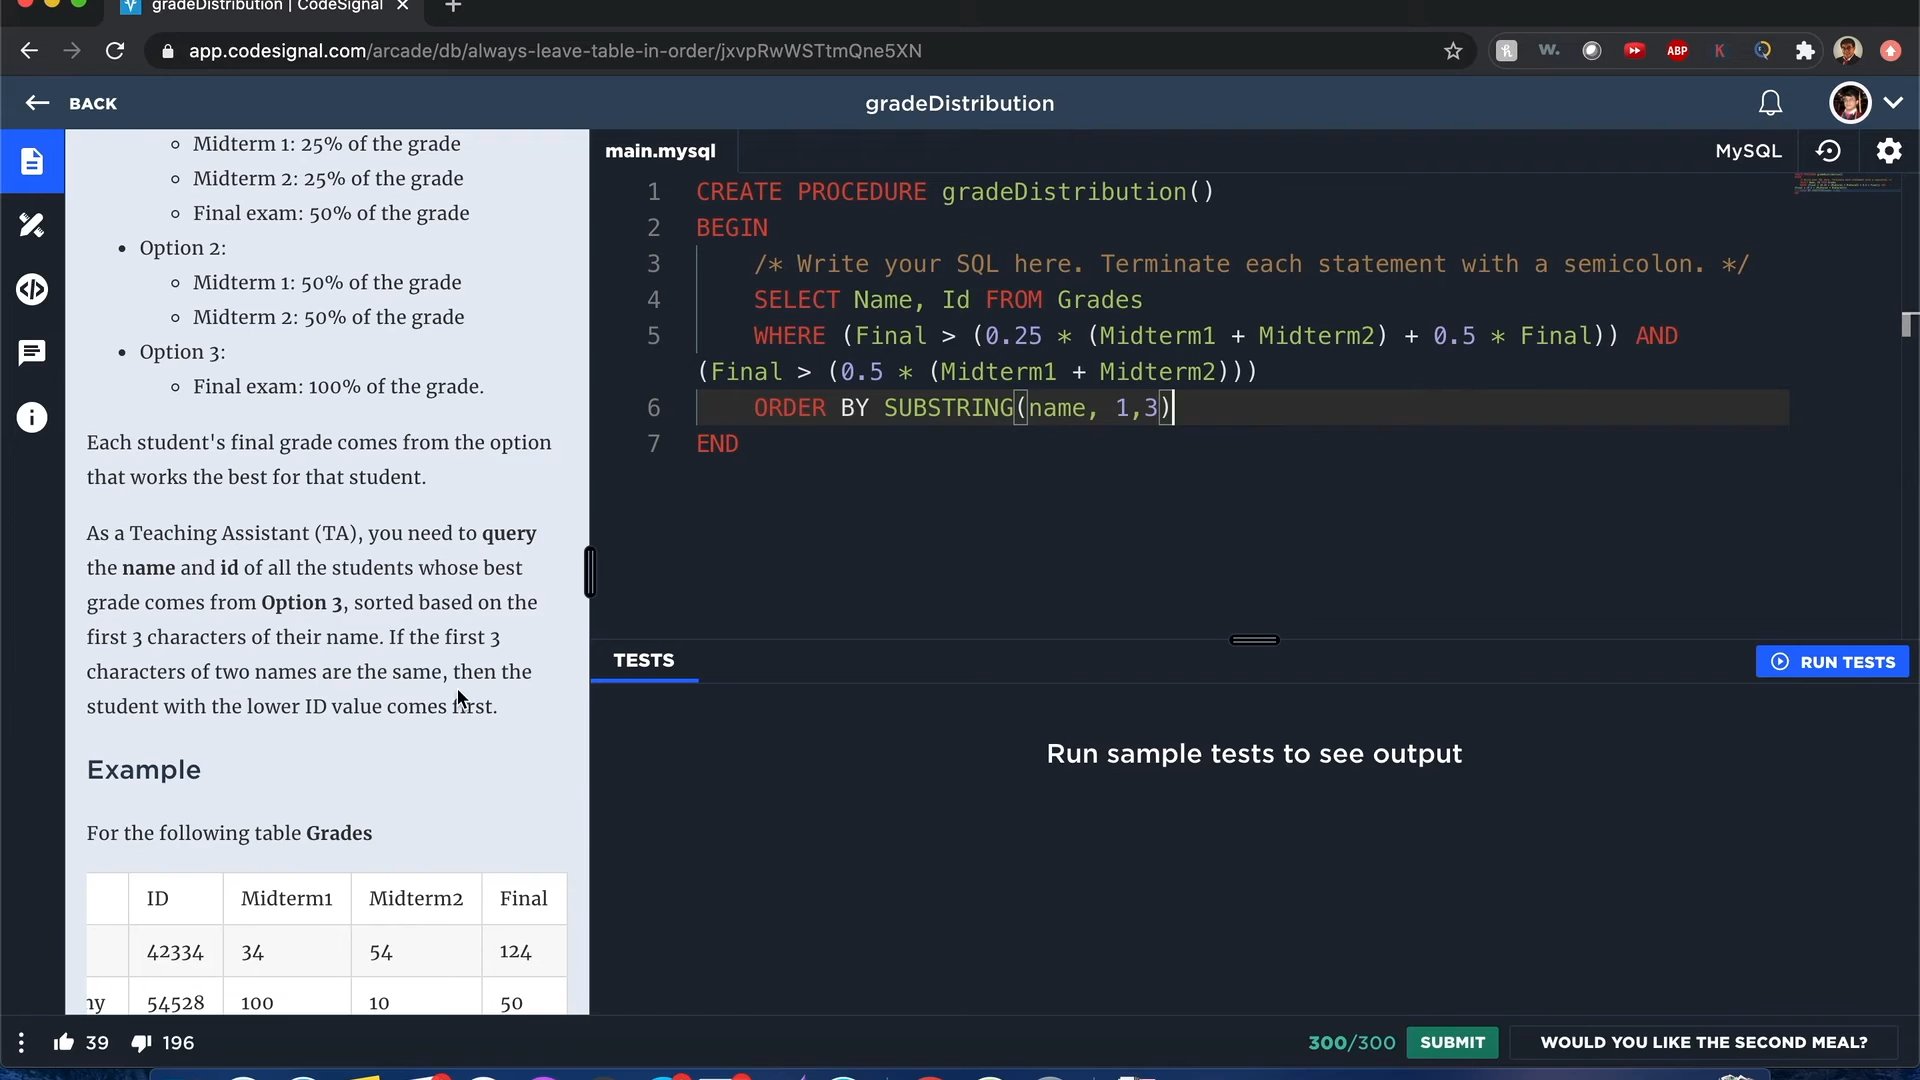 gradeDistribution | CodeSignal
app.codesignal.com/arcade/db/always-leave-table-in-order/jxvpRwWSTtmQne5XN
W.
ABP
K
BACK
gradeDistribution
Midterm 1: 25% of the grade
Midterm 2: 25% of the grade
Final exam: 50% of the grade
Option 2:
Midterm 1: 50% of the grade
Midterm 2: 50% of the grade
Option 3:
Final exam: 100% of the grade.
Each student's final grade comes from the option
that works the best for that student.
As a Teaching Assistant (TA), you need to query
the name and id of all the students whose best
grade comes from Option 3, sorted based on the
first 3 characters of their name. If the first 3
characters of two names are the same, then the
student with the lower ID value comes first.
Example
For the following table Grades
ID Midterm1 Midterm2 Final
42334 34 54 124
ny 54528 100 10 50
39 196
main.mysql
MySQL
1 CREATE PROCEDURE gradeDistribution()
2 BEGIN
3 /* Write your SQL here. Terminate each statement with a semicolon. */
4 SELECT Name, Id FROM Grades
5 WHERE (Final > (0.25 * (Midterm1 + Midterm2) + 0.5 * Final)) AND
(Final > (0.5 * (Midterm1 + Midterm2)))
6 ORDER BY SUBSTRING(name, 1,3)
7 END
TESTS
RUN TESTS
Run sample tests to see output
300/300
SUBMIT
WOULD YOU LIKE THE SECOND MEAL?